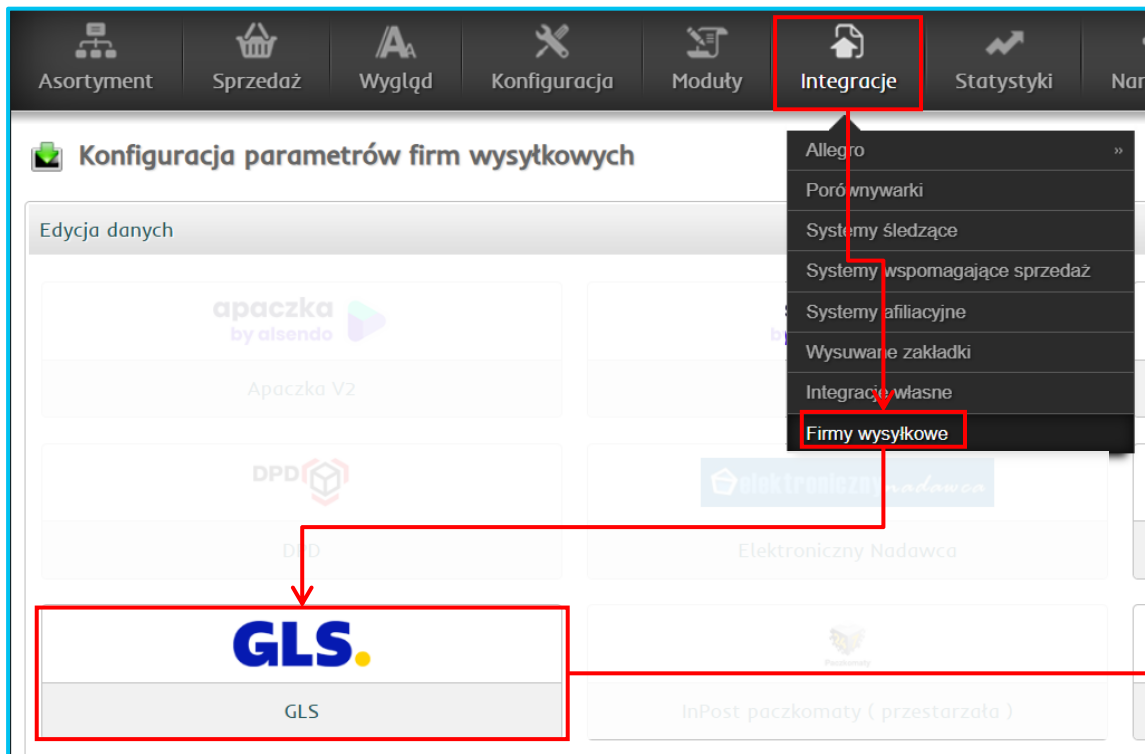 Asortyment Sprzedaż Wygląd Konfiguracja Moduły Integracje Statystyki
Konfiguracja parametrów firm wysyłkowych
Edycja danych
Allegro »
Porównywarki
Systemy śledzące
Systemy wspomagające sprzedaż
Systemy afiliacyjne
Wysuwane zakładki
Integracje własne
Firmy wysyłkowe
apaczka
by alsendo
Apaczka V2
DPD
DPD
elektroniczny nadawca
Elektroniczny Nadawca
GLS.
GLS
Paczkomaty
InPost paczkomaty ( przestarzała )